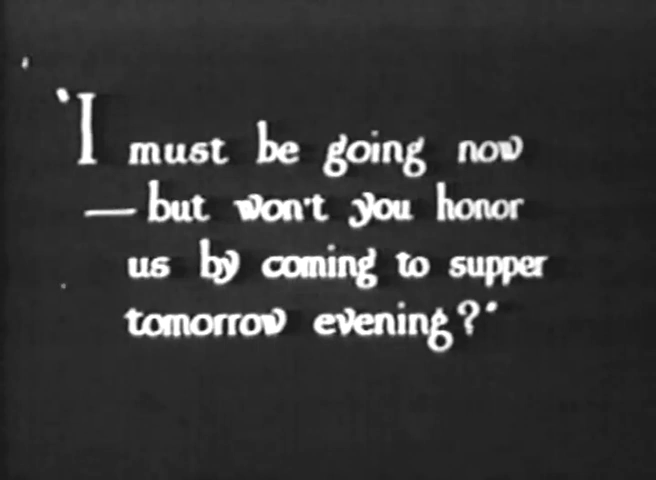 'I must be going now
—but won't you honor
us by coming to supper
tomorrow evening?'